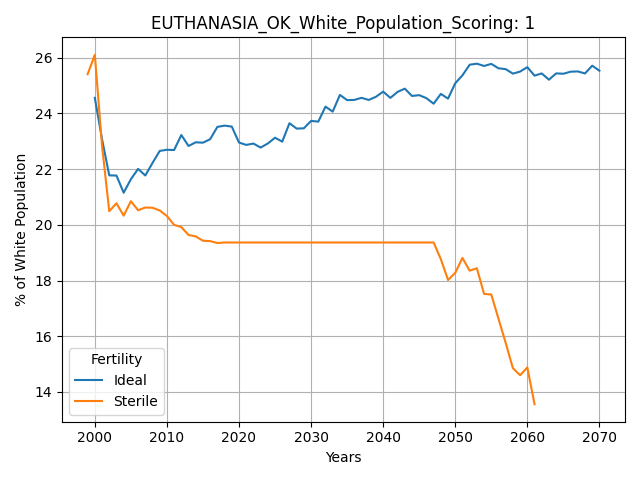 EUTHANASIA_OK_White_Population_Scoring: 1
% of White Population
26
24
22
20
18
16
14
Fertility
Ideal
Sterile
2000 2010 2020 2030 2040 2050 2060 2070
Years